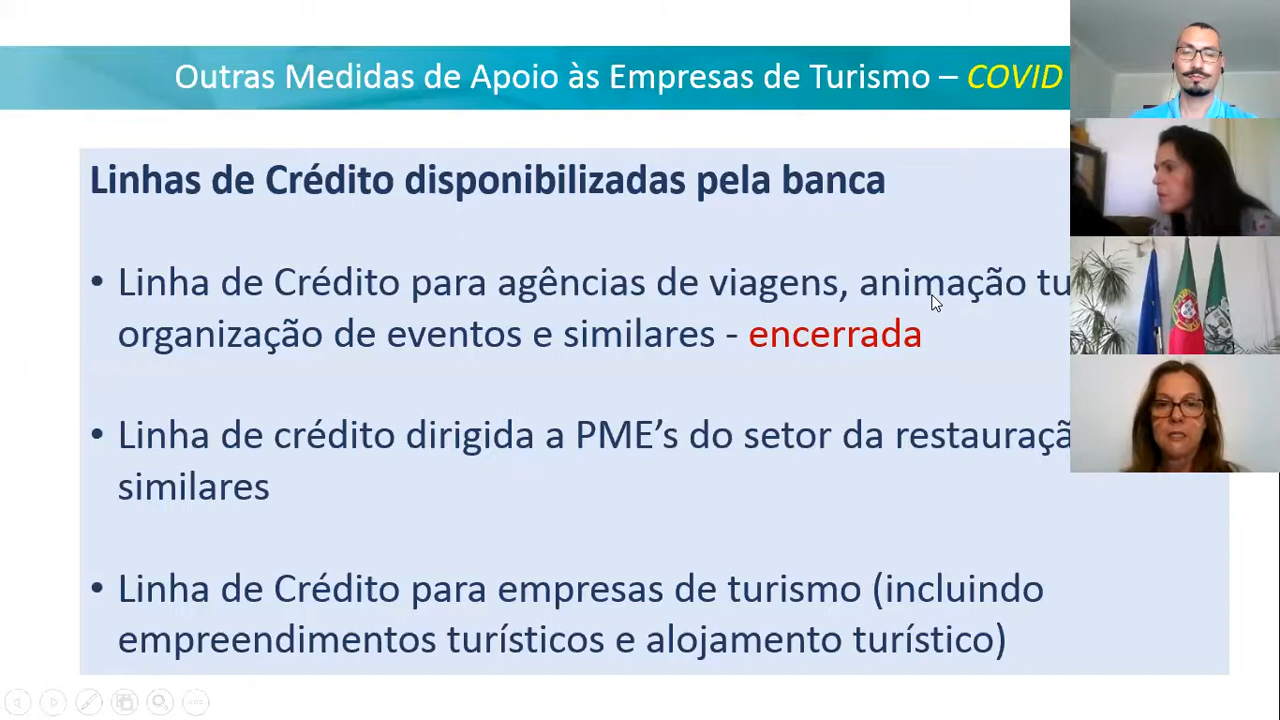 Outras Medidas de Apoio às Empresas de Turismo – COVID
Linhas de Crédito disponibilizadas pela banca
• Linha de Crédito para agências de viagens, animação
organização de eventos e similares - encerrada
• Linha de crédito dirigida a PME’s do setor da
similares
• Linha de Crédito para empresas de turismo (incluindo
empreendimentos turísticos e alojamento turístico)